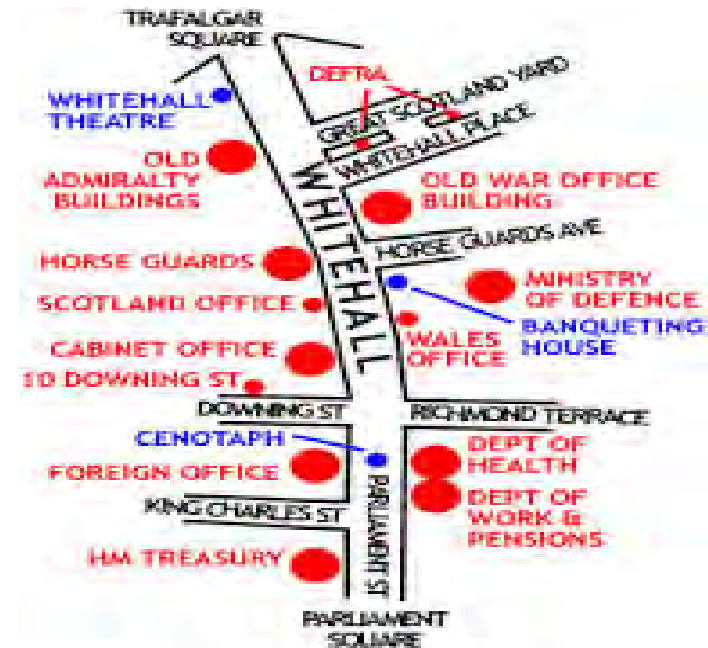 TRAFALGAR
SQUARE
DEFRA
GREAT SCOTLAND YARD
WHITEHALL
THEATRE
WHITEHALL PLACE
OLD
ADMIRALTY
BUILDINGS
OLD WAR OFFICE
BUILDING
WHITEHALL
HORSE GUARDS AVE
HORSE GUARDS
MINISTRY
OF DEFENCE
SCOTLAND OFFICE
BANQUETING
HOUSE
WALES
OFFICE
CABINET OFFICE
10 DOWNING ST
DOWNING ST
RICHMOND TERRACE
CENOTAPH
DEPT OF
HEALTH
FOREIGN OFFICE
PARLIAMENT ST
DEPT OF
WORK &
PENSIONS
KING CHARLES ST
HM TREASURY
PARLIAMENT
SQUARE